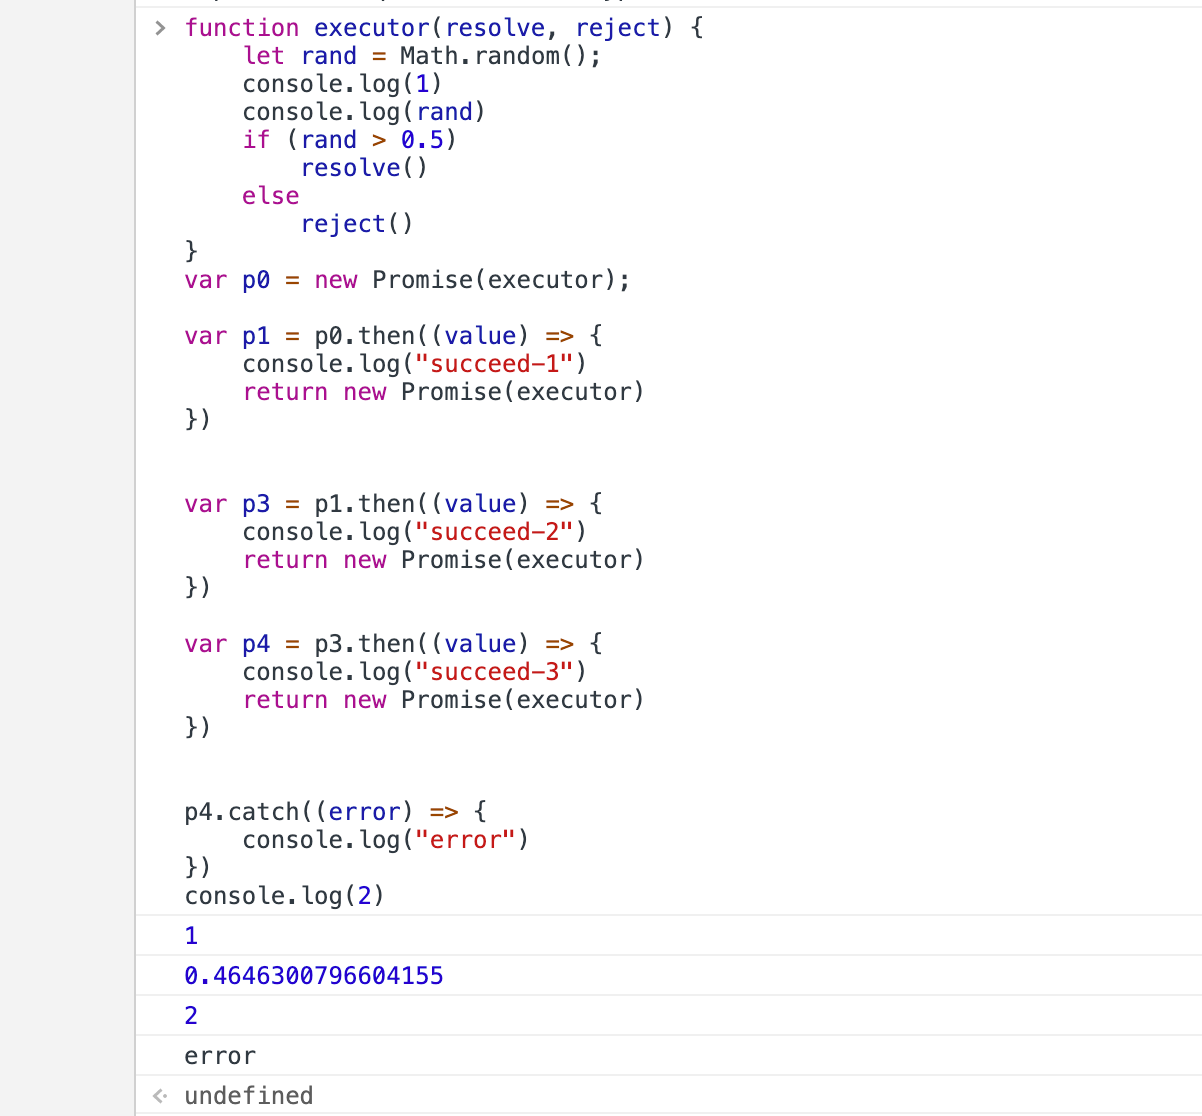 > function executor(resolve, reject) {
    let rand = Math.random();
    console.log(1)
    console.log(rand)
    if (rand > 0.5)
        resolve()
    else
        reject()
}
var p0 = new Promise(executor);
var p1 = p0.then((value) => {
    console.log("succeed-1")
    return new Promise(executor)
})
var p3 = p1.then((value) => {
    console.log("succeed-2")
    return new Promise(executor)
})
var p4 = p3.then((value) => {
    console.log("succeed-3")
    return new Promise(executor)
})
p4.catch((error) => {
    console.log("error")
})
console.log(2)
1
0.4646300796604155
2
error
undefined